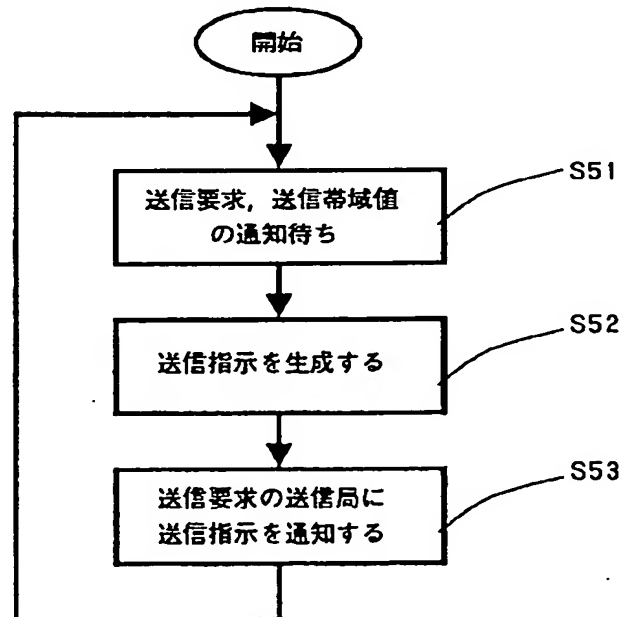 開始
送信要求,送信帯域値
の通知待ち
S51
送信指示を生成する
S52
送信要求の送信局に
送信指示を通知する
S53